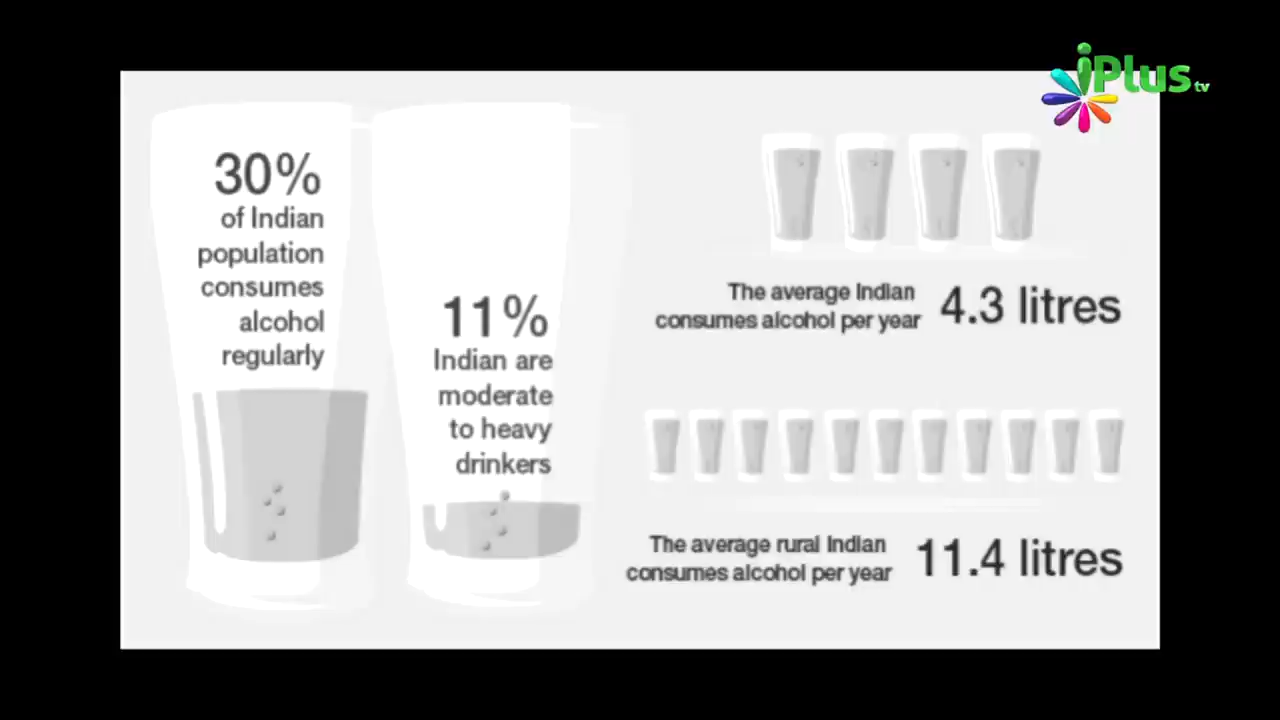 iPlus tv
30%
of Indian
population
consumes
alcohol
regularly
11%
Indian are
moderate
to heavy
drinkers
The average Indian
consumes alcohol per year
4.3 litres
The average rural Indian
consumes alcohol per year
11.4 litres